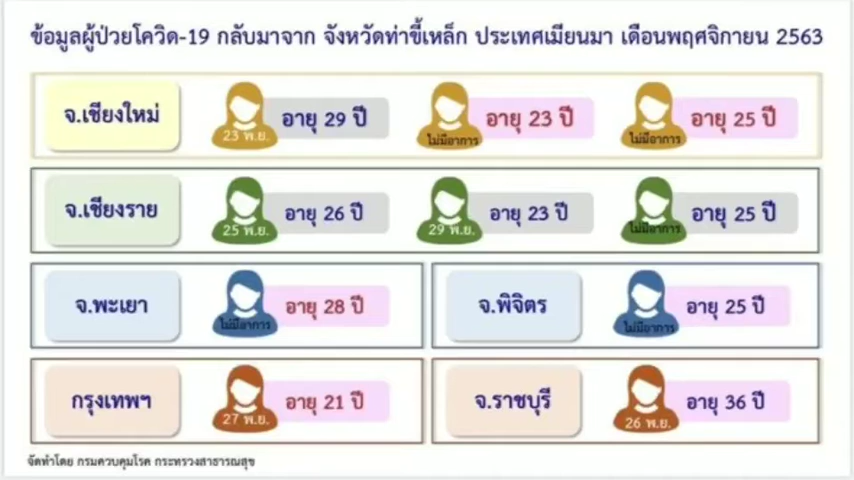 ข้อมูลผู้ป่วยโควิด-19 กลับมาจาก จังหวัดท่าขี้เหล็ก ประเทศเมียนมา เดือนพฤศจิกายน 2563
จ.เชียงใหม่ 23 พ.ย. อายุ 29 ปี ไม่มีอาการ อายุ 23 ปี ไม่มีอาการ อายุ 25 ปี
จ.เชียงราย 25 พ.ย. อายุ 26 ปี 29 พ.ย. อายุ 23 ปี ไม่มีอาการ อายุ 25 ปี
จ.พะเยา ไม่มีอาการ อายุ 28 ปี จ.พิจิตร ไม่มีอาการ อายุ 25 ปี
กรุงเทพฯ 27 พ.ย. อายุ 21 ปี จ.ราชบุรี 26 พ.ย. อายุ 36 ปี
จัดทำโดย กรมควบคุมโรค กระทรวงสาธารณสุข